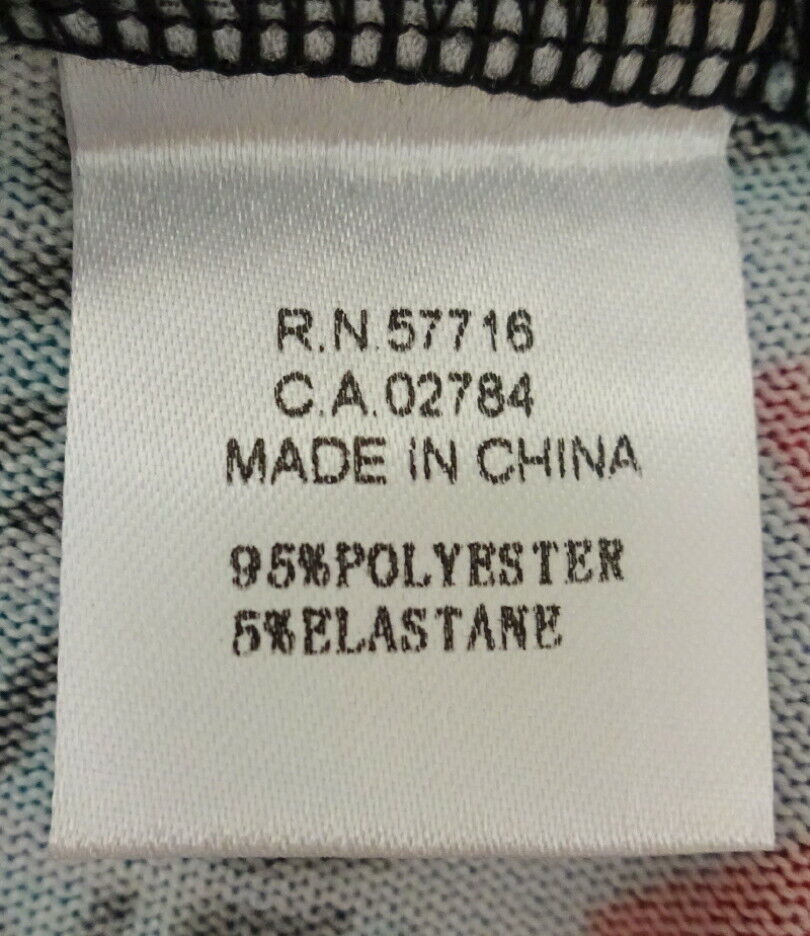 R.N.57716
C.A.02784
MADE IN CHINA
95%POLYESTER
5%ELASTANE